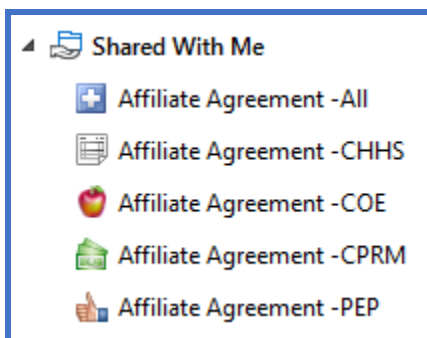 Shared With Me
Affiliate Agreement -All
Affiliate Agreement -CHHS
Affiliate Agreement -COE
Affiliate Agreement -CPRM
Affiliate Agreement -PEP